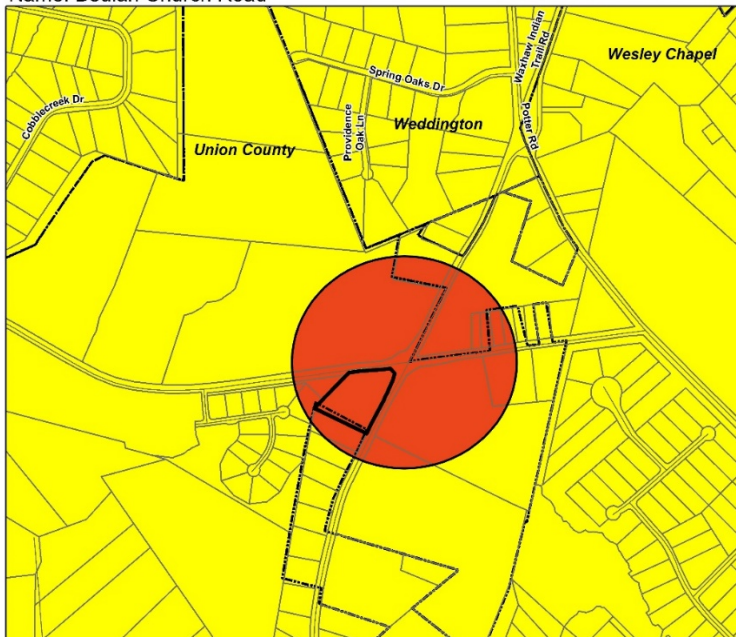 Name: Beulah Church Road
Wesley Chapel
Waxhaw Indian
Trail Rd
Spring Oaks Dr
Cobblecreek Dr
Providence
Oak Ln
Weddington
Potter Rd
Union County